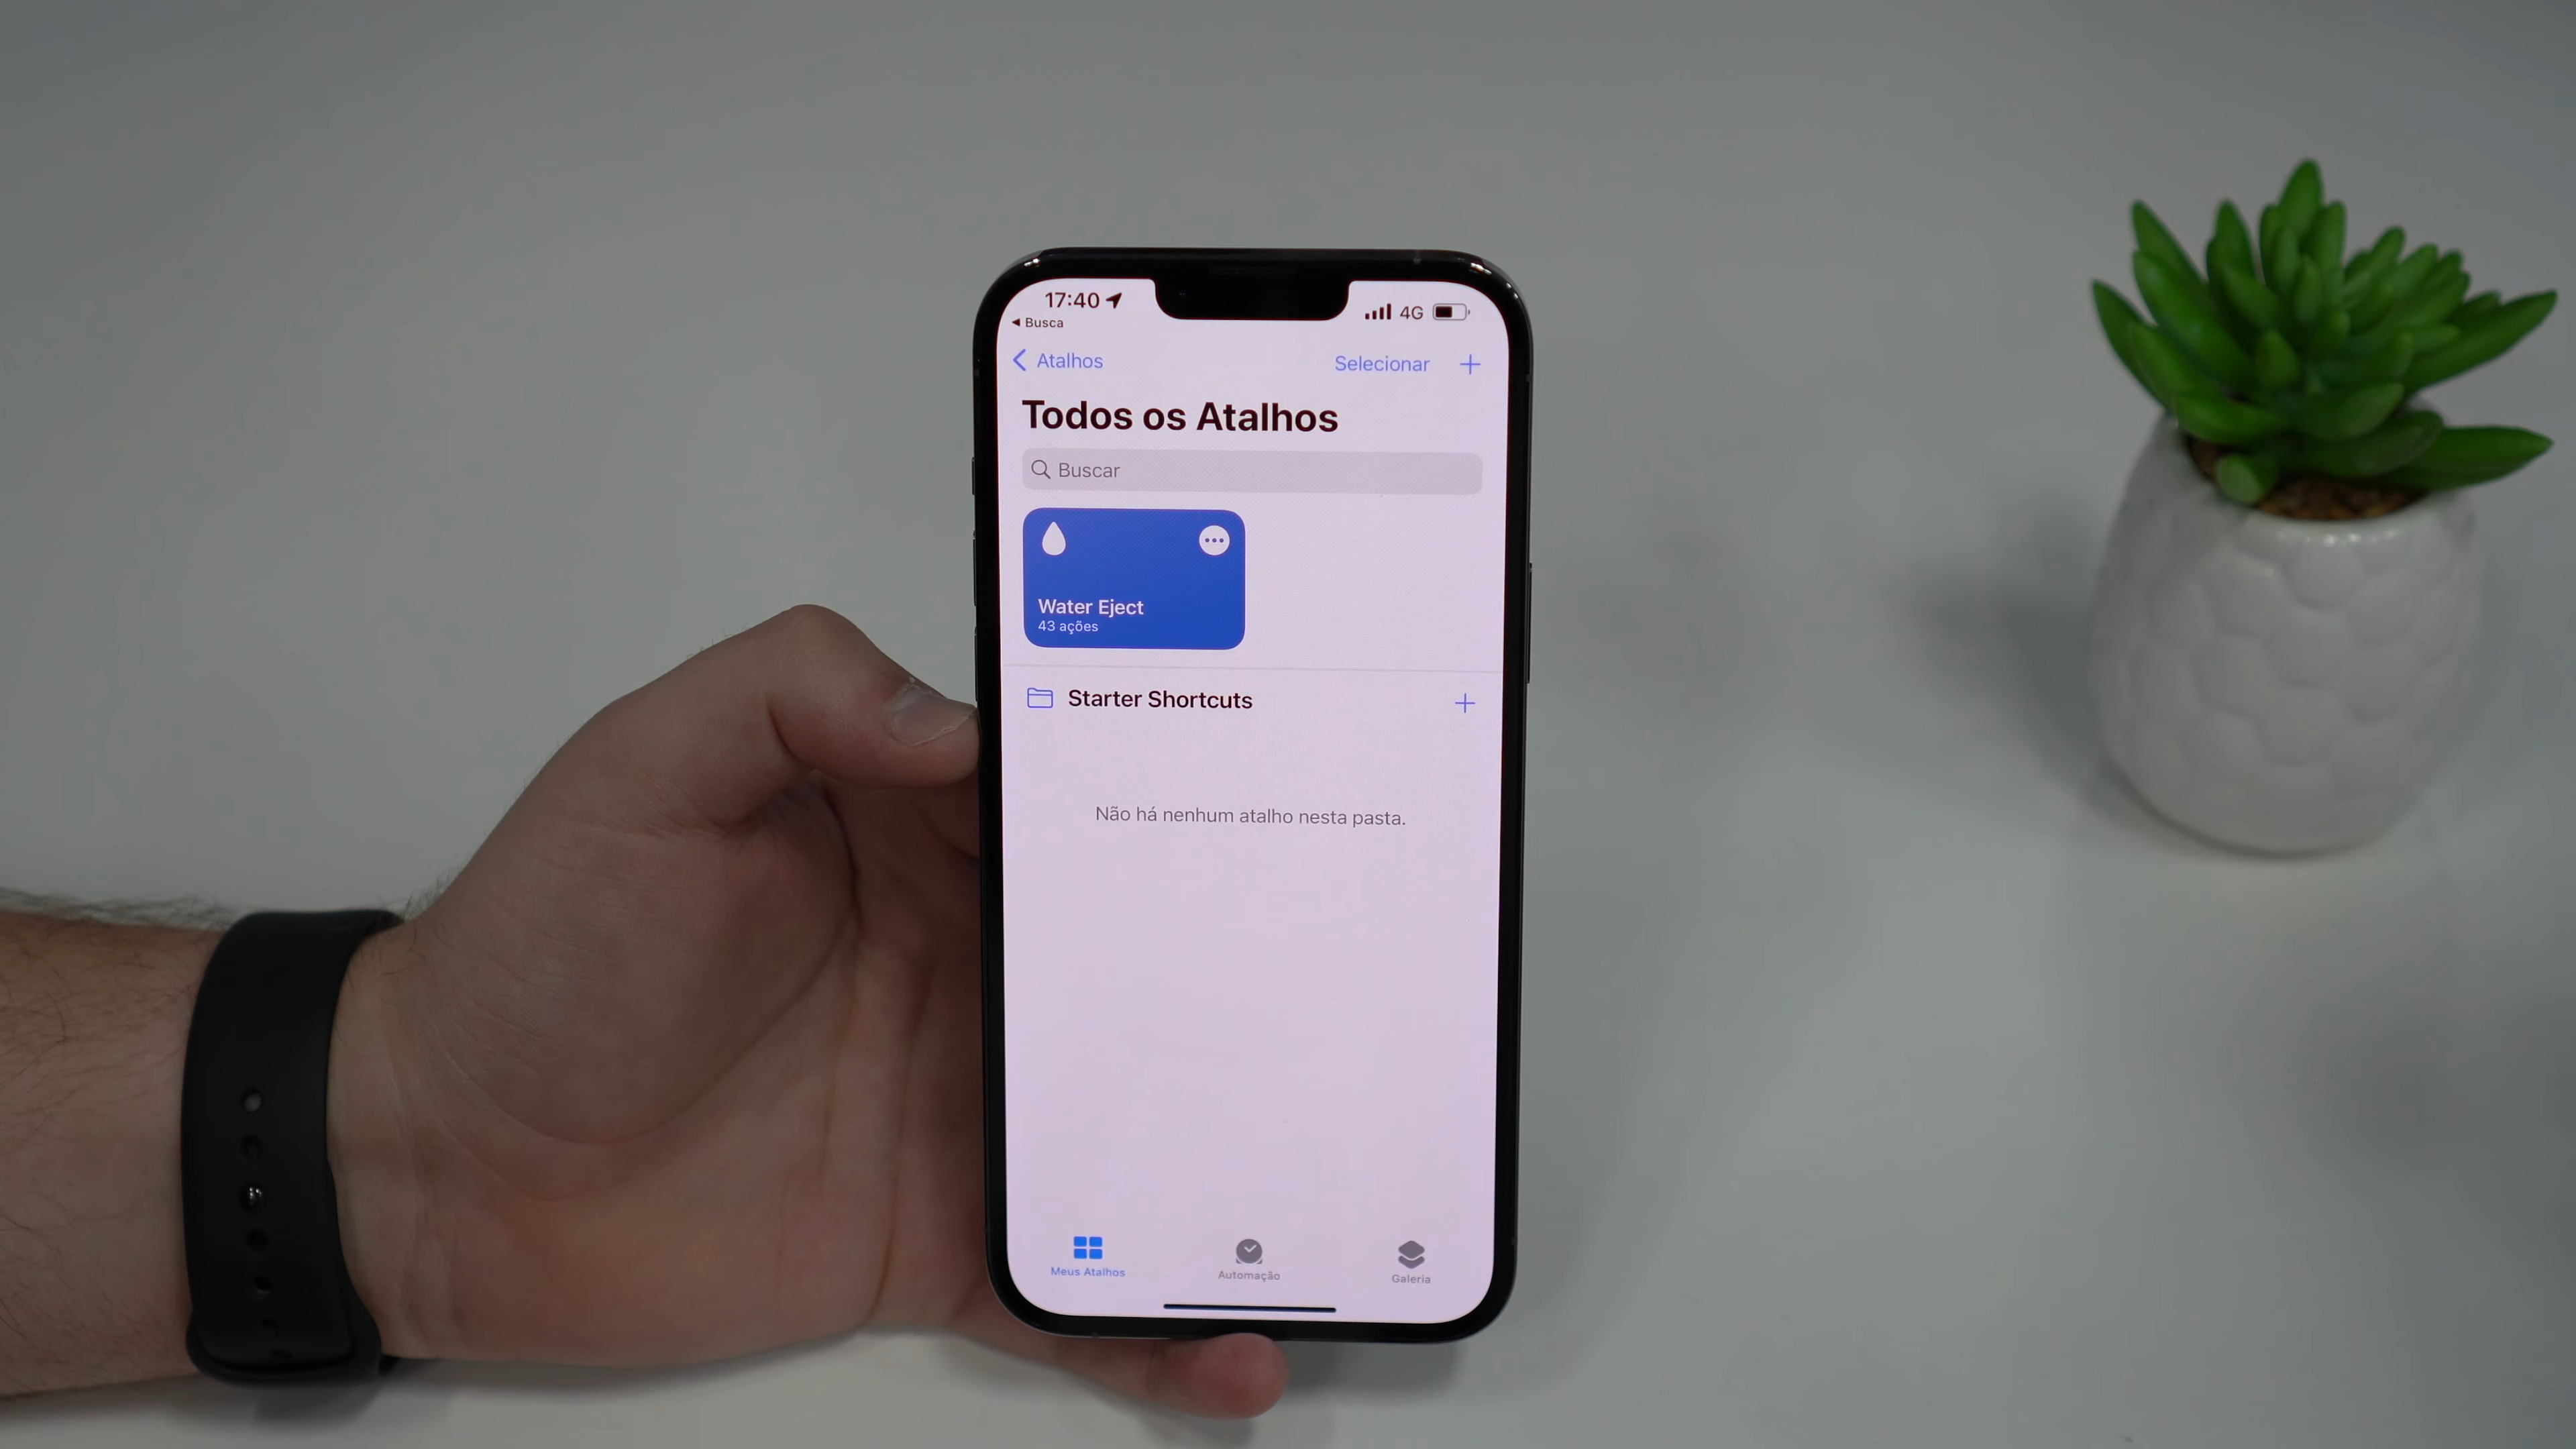 17:40
4G
◀ Busca
Atalhos
Selecionar
Todos os Atalhos
Buscar
Water Eject
43 ações
Starter Shortcuts
Não há nenhum atalho nesta pasta.
Meus Atalhos
Automação
Galeria